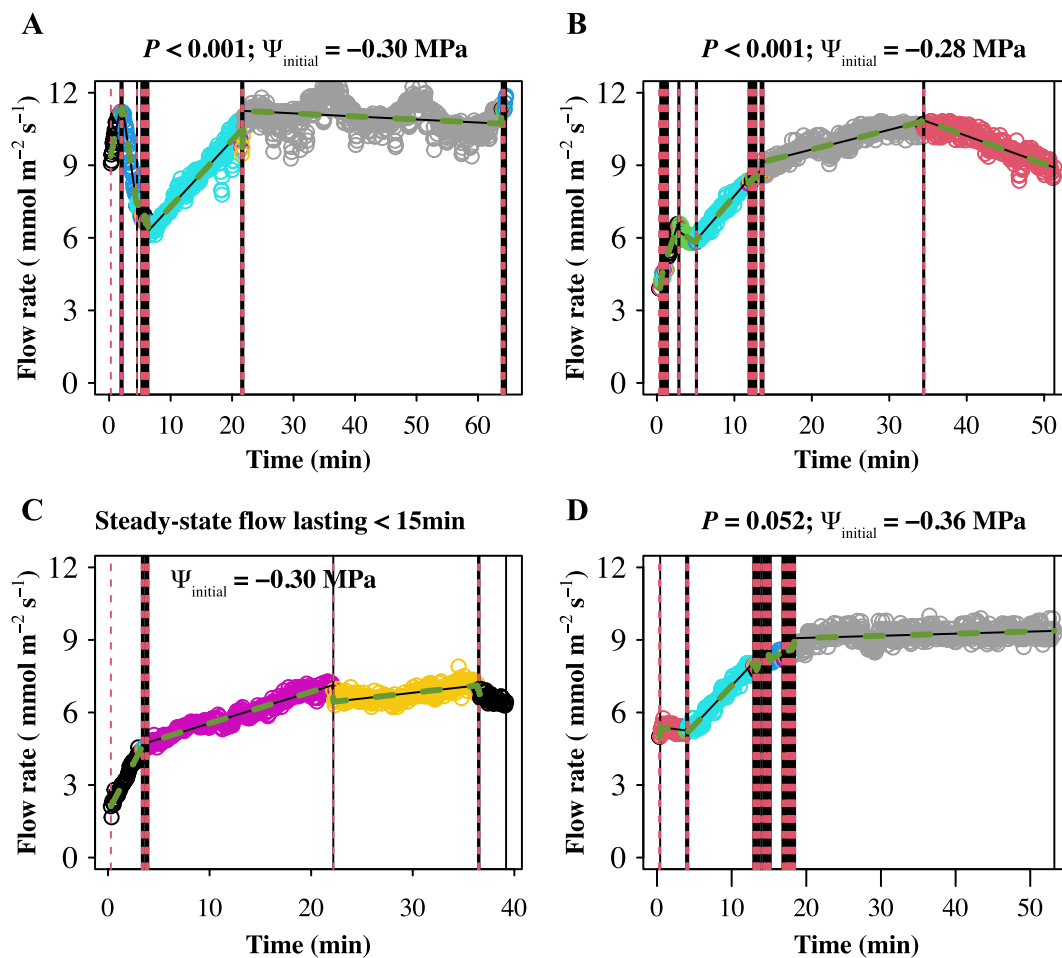 A
P < 0.001; Ψinitial = −0.30 MPa
Flow rate ( mmol m−2 s−1 )
12
9
6
3
0
0 10 20 30 40 50 60
Time (min)
B
P < 0.001; Ψinitial = −0.28 MPa
Flow rate ( mmol m−2 s−1 )
12
9
6
3
0
0 10 20 30 40 50
Time (min)
C
Steady-state flow lasting < 15min
Ψinitial = −0.30 MPa
Flow rate ( mmol m−2 s−1 )
12
9
6
3
0
0 10 20 30 40
Time (min)
D
P = 0.052; Ψinitial = −0.36 MPa
Flow rate ( mmol m−2 s−1 )
12
9
6
3
0
0 10 20 30 40 50
Time (min)